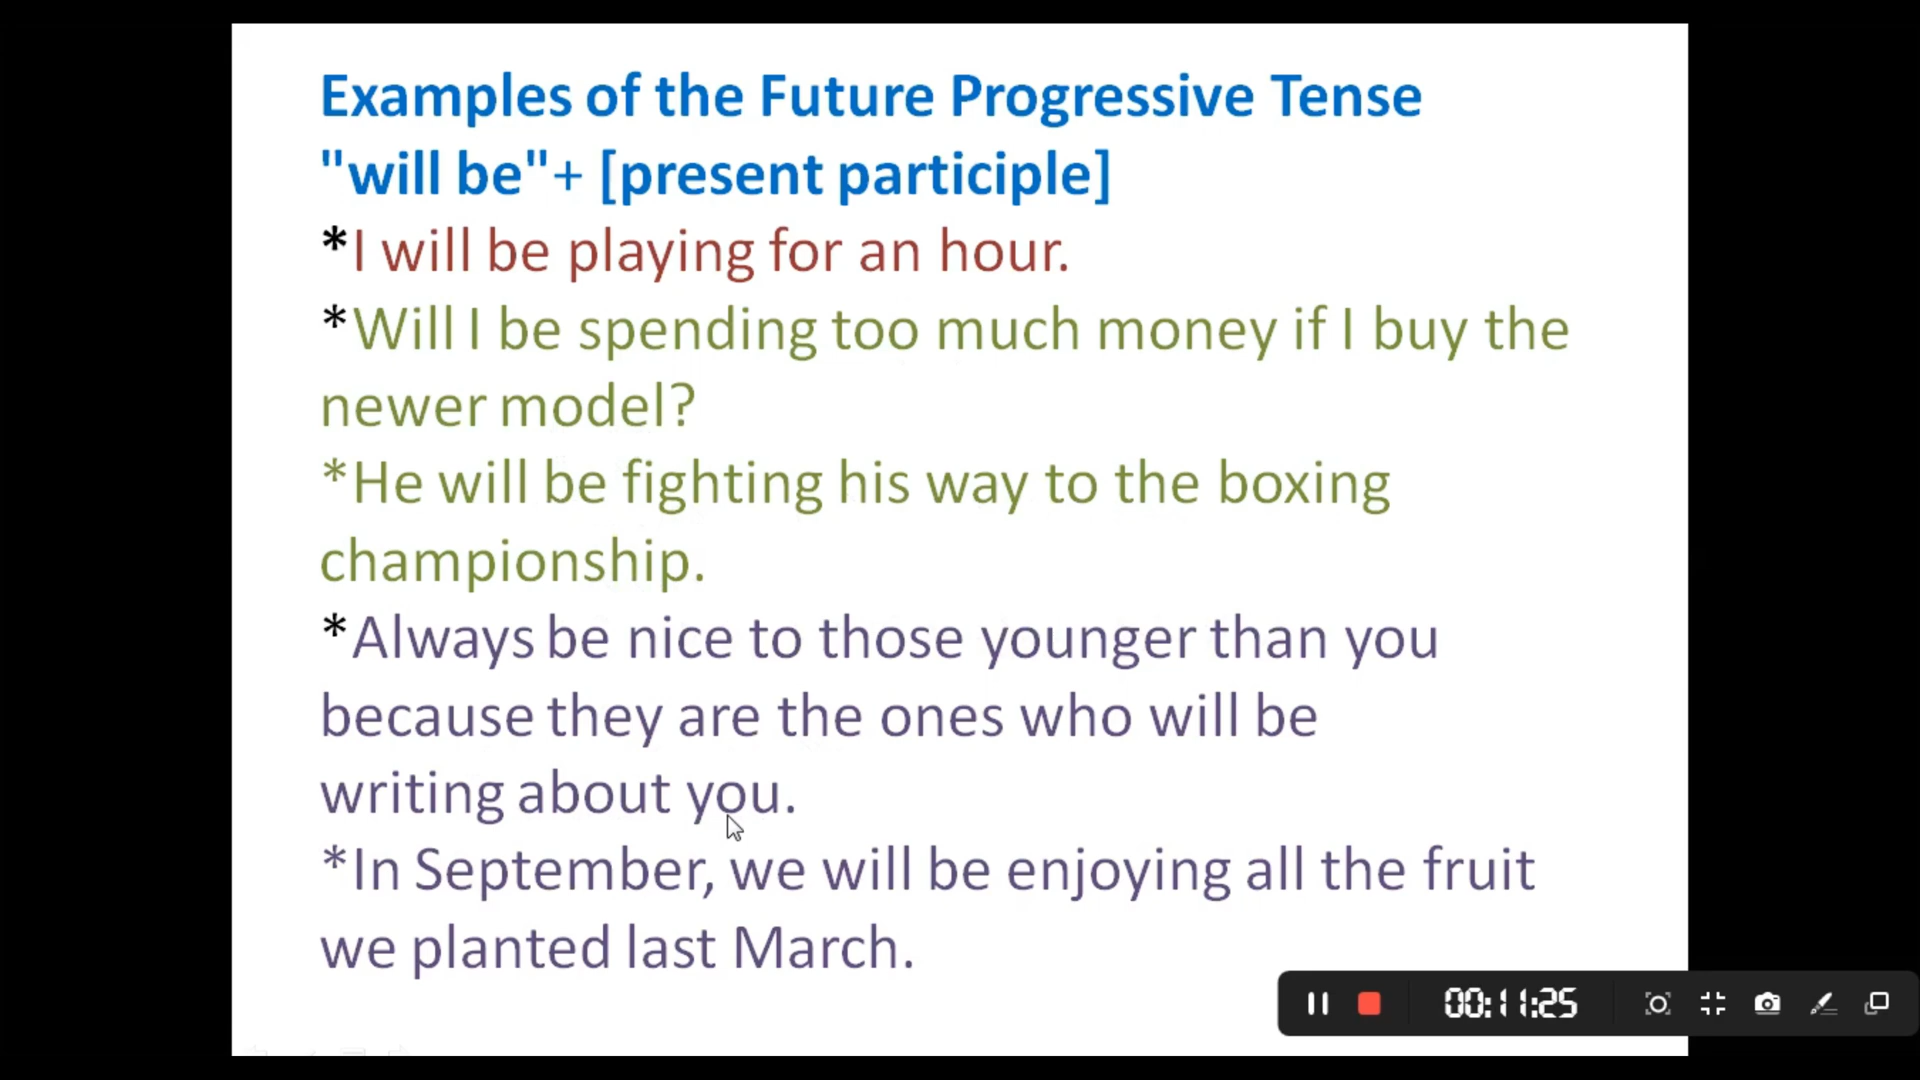 Examples of the Future Progressive Tense
"will be"+ [present participle]
*I will be playing for an hour.
*Will I be spending too much money if I buy the
newer model?
*He will be fighting his way to the boxing
championship.
*Always be nice to those younger than you
because they are the ones who will be
writing about you.
*In September, we will be enjoying all the fruit
we planted last March.
00:11:25